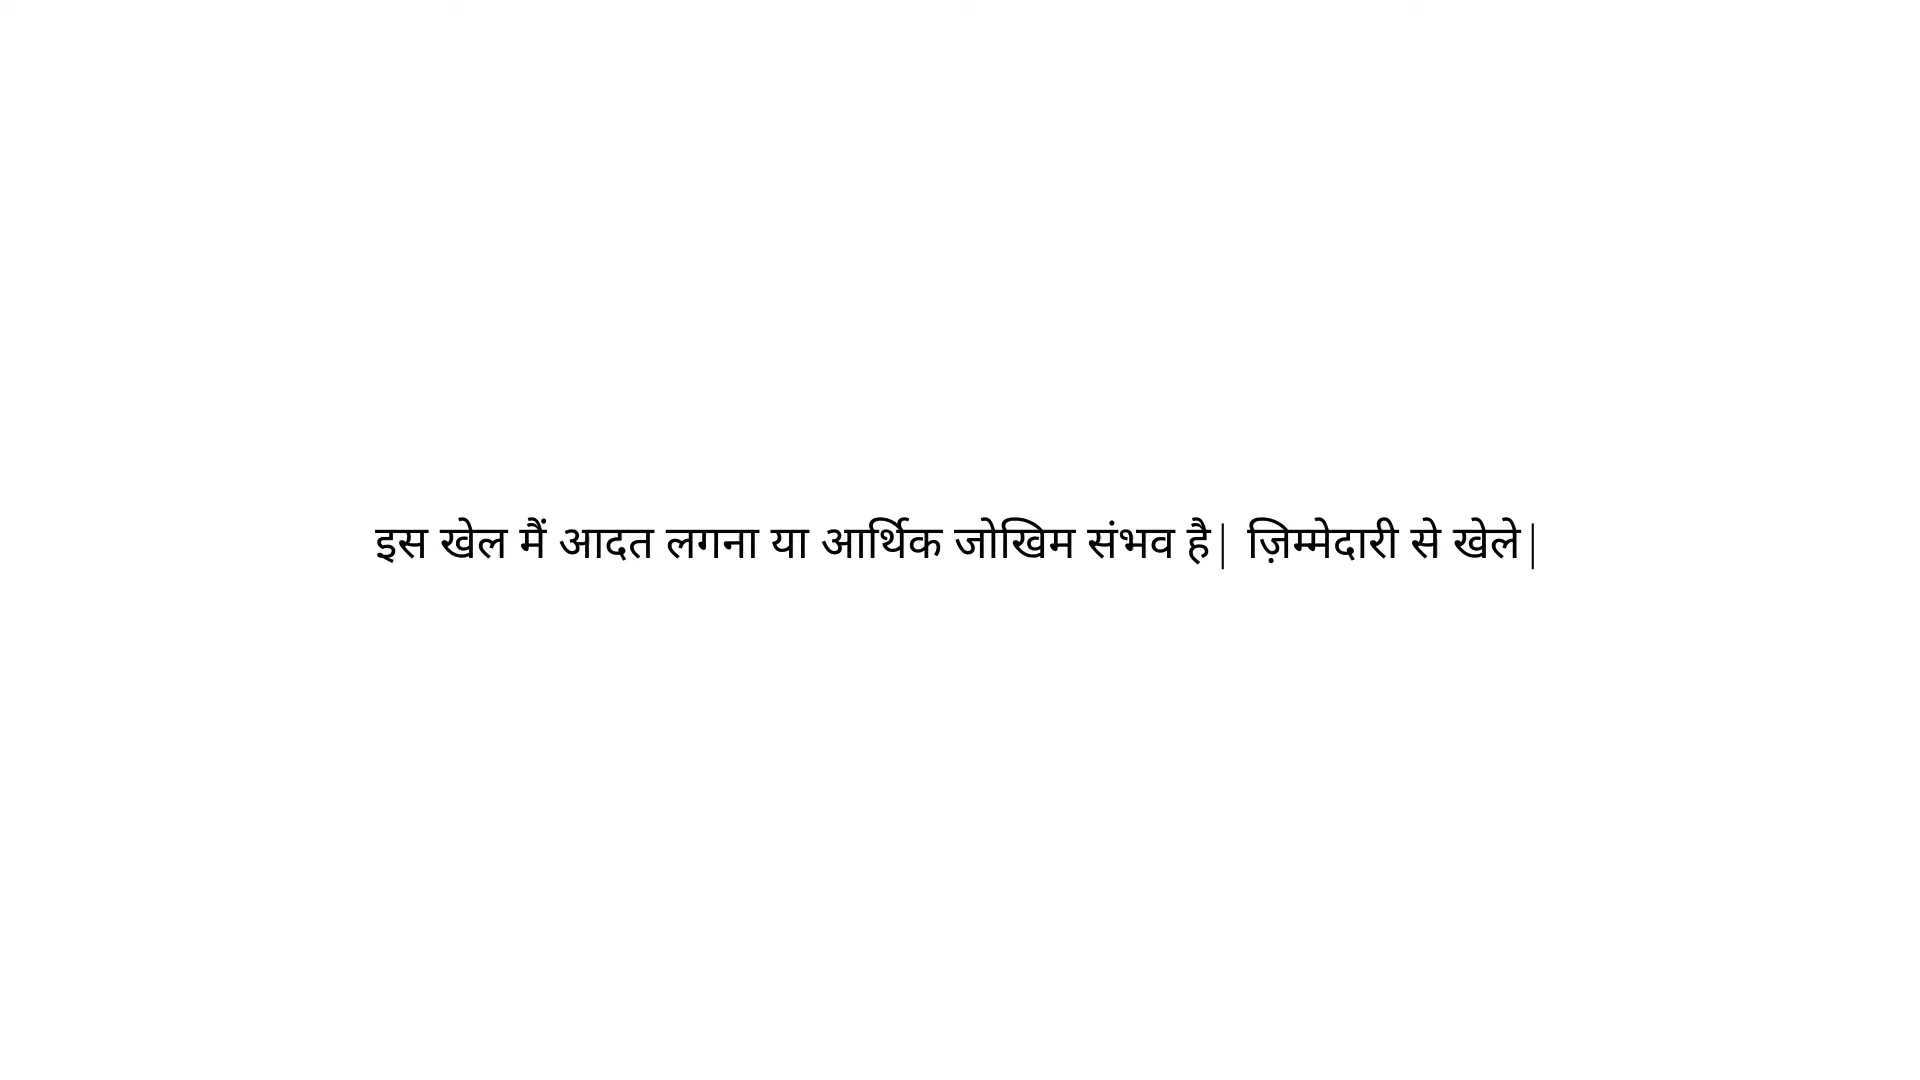 इस खेल मैं आदत लगना या आर्थिक जोखिम संभव है| ज़िम्मेदारी से खेले|